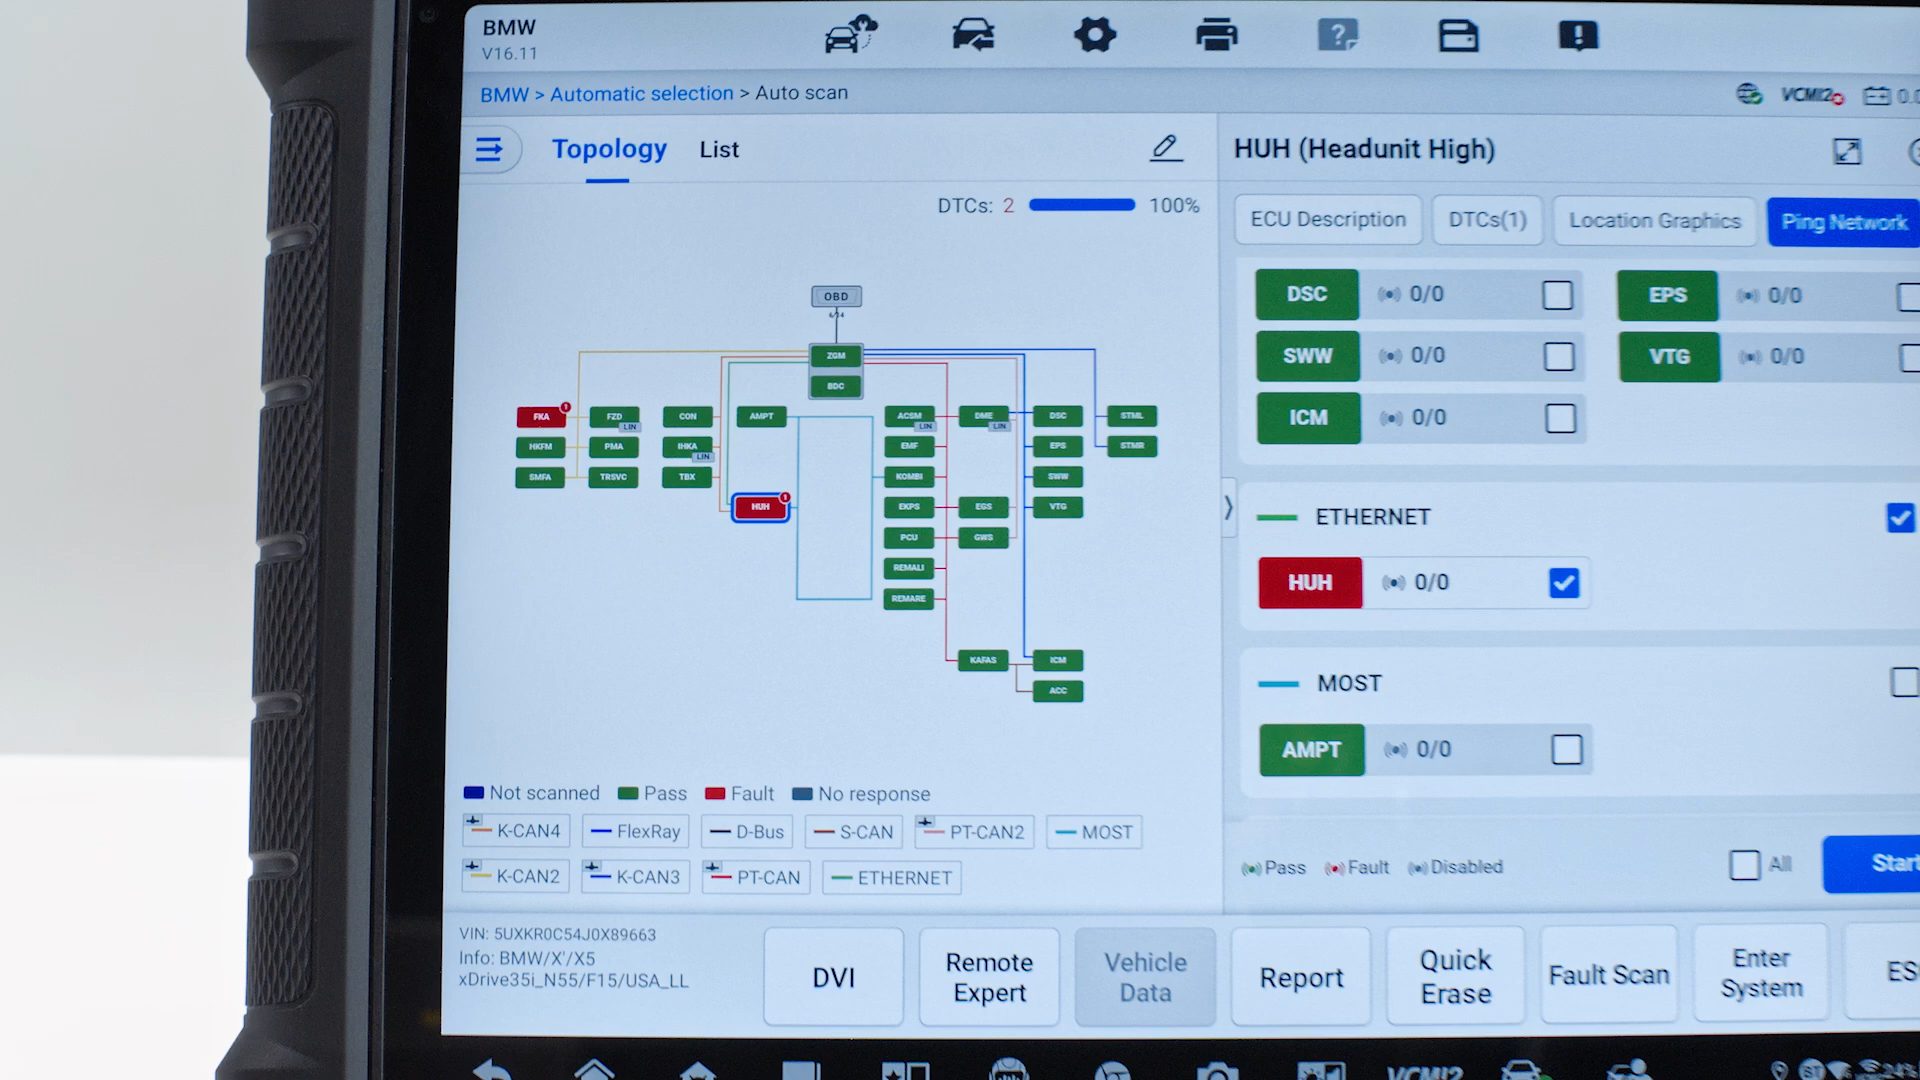 BMW
V16.11
BMW > Automatic selection > Auto scan
VCMI2
Topology
List
DTCs: 2
100%
OBD
ZGM
BDC
FKA
FZD
LIN
CON
AMPT
ACSM
LIN
DME
LIN
DSC
STML
HKFM
PMA
IHKA
LIN
EMF
EPS
STMR
SMFA
TRSVC
TBX
KOMBI
SWW
HUH
EKPS
EGS
VTG
PCU
GWS
REMALI
REMARE
KAFAS
ICM
ACC
Not scanned
Pass
Fault
No response
K-CAN4
FlexRay
D-Bus
S-CAN
PT-CAN2
MOST
K-CAN2
K-CAN3
PT-CAN
ETHERNET
HUH (Headunit High)
ECU Description
DTCs(1)
Location Graphics
Ping Network
DSC
0/0
EPS
0/0
SWW
0/0
VTG
0/0
ICM
0/0
ETHERNET
HUH
0/0
MOST
AMPT
0/0
Pass
Fault
Disabled
All
Start
VIN: 5UXKR0C54J0X89663
Info: BMW/X'/X5
xDrive35i_N55/F15/USA_LL
DVI
Remote
Expert
Vehicle
Data
Report
Quick
Erase
Fault Scan
Enter
System
VCMI2